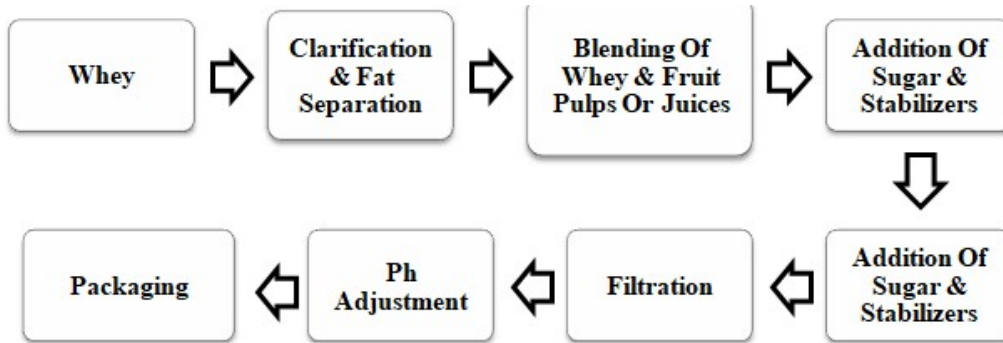 Whey
Clarification
& Fat
Separation
Blending Of
Whey & Fruit
Pulps Or Juices
Addition Of
Sugar &
Stabilizers
Addition Of
Sugar &
Stabilizers
Filtration
Ph
Adjustment
Packaging